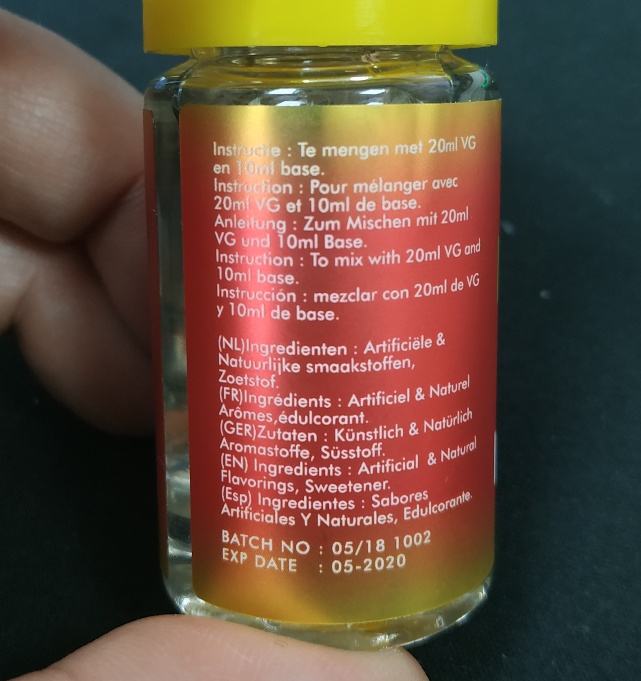 Instructie : Te mengen met 20ml VG
en 10ml base.
Instruction : Pour mélanger avec
20ml VG et 10ml de base.
Anleitung : Zum Mischen mit 20ml
VG und 10ml Base.
Instruction : To mix with 20ml VG and
10ml base.
Instrucción : mezclar con 20ml de VG
y 10ml de base.
(NL)Ingredienten : Artificiële &
Natuurlijke smaakstoffen,
Zoetstof.
(FR)Ingrédients : Artificiel & Naturel
Arômes,édulcorant.
(GER)Zutaten : Künstlich & Natürlich
Aromastoffe, Süsstoff.
(EN) Ingredients : Artificial & Natural
Flavorings, Sweetener.
(Esp) Ingredientes : Sabores
Artificiales Y Naturales, Edulcorante.
BATCH NO : 05/18 1002
EXP DATE : 05-2020